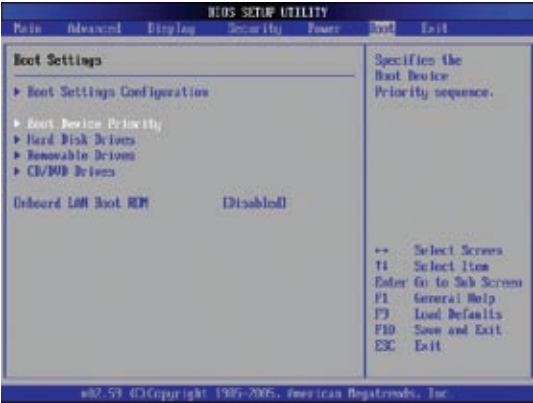 BIOS SETUP UTILITY
Main Advanced Display Security Power Boot Exit
Boot Settings
Specifies the
Boot Device
Priority sequence.
Boot Settings Configuration
Boot Device Priority
Hard Disk Drives
Removable Drives
CD/DVD Drives
Onboard LAN Boot ROM [Disabled]
↔ Select Screen
↑↓ Select Item
Enter Go to Sub Screen
F1 General Help
F9 Load Defaults
F10 Save and Exit
ESC Exit
v02.59 (C)Copyright 1985-2005, American Megatrends, Inc.